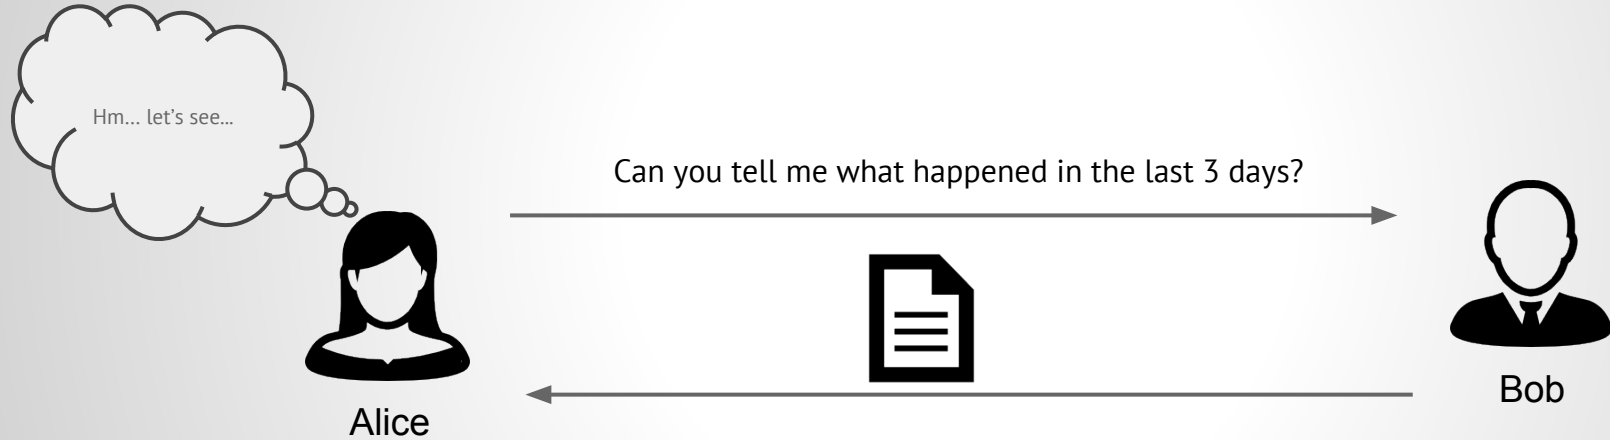 Hm... let's see...
Can you tell me what happened in the last 3 days?
Bob
Alice